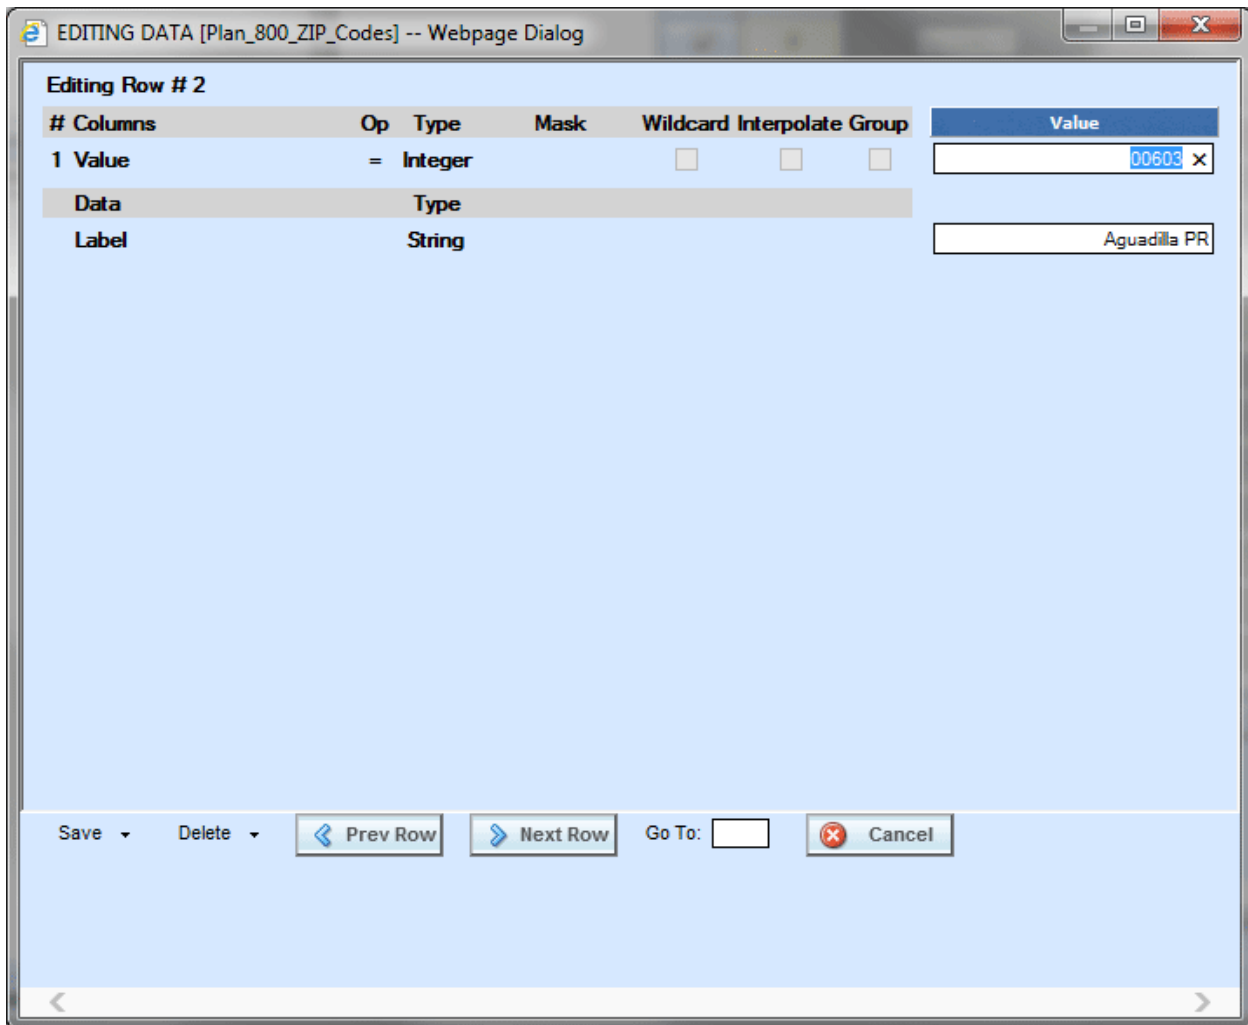 EDITING DATA [Plan_800_ZIP_Codes] -- Webpage Dialog
Editing Row # 2
# Columns Op Type Mask Wildcard Interpolate Group Value
1 Value = Integer 00603
Data Type
Label String Aguadilla PR
Save Delete Prev Row Next Row Go To: Cancel